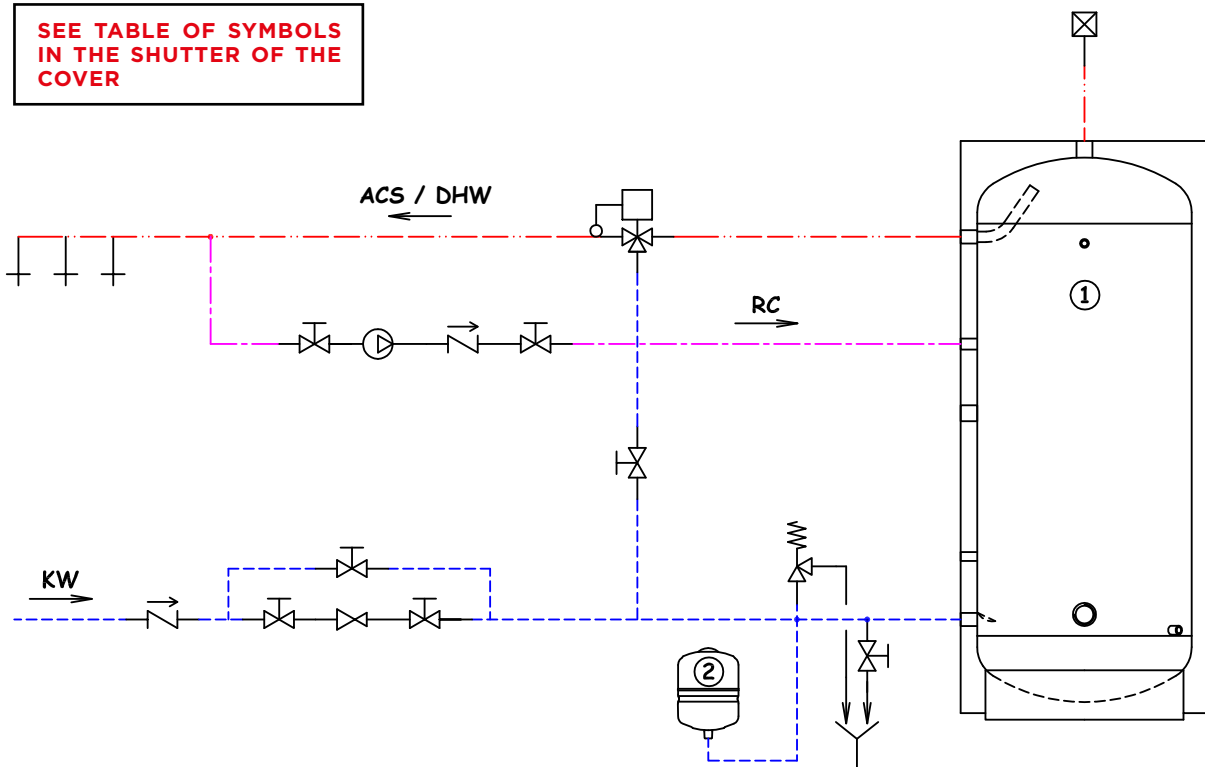 SEE TABLE OF SYMBOLS
IN THE SHUTTER OF THE
COVER
ACS / DHW
1
RC
KW
2